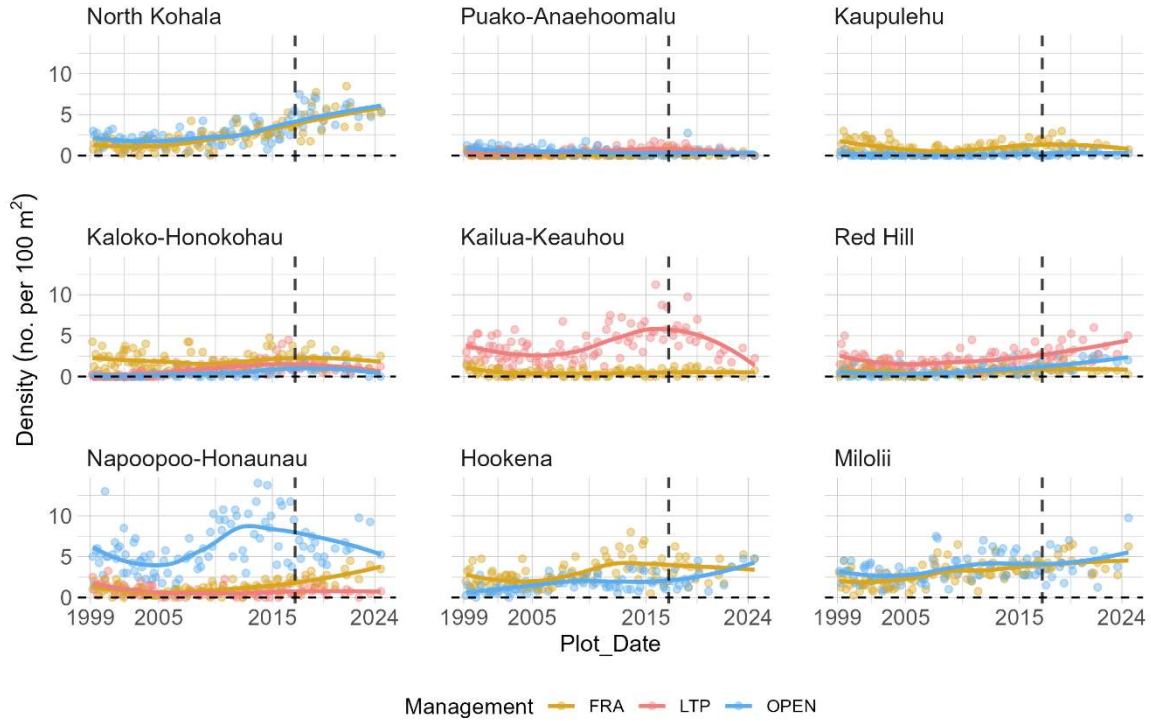 North Kohala
Puako-Anaehoomalu
Kaupulehu
10
5
0
Kaloko-Honokohau
Kailua-Keauhou
Red Hill
10
5
0
Density (no. per 100 m²)
Napoopoo-Honaunau
Hookena
Milolii
10
5
0
1999 2005 2015 2024
1999 2005 2015 2024
1999 2005 2015 2024
Plot_Date
Management FRA LTP OPEN